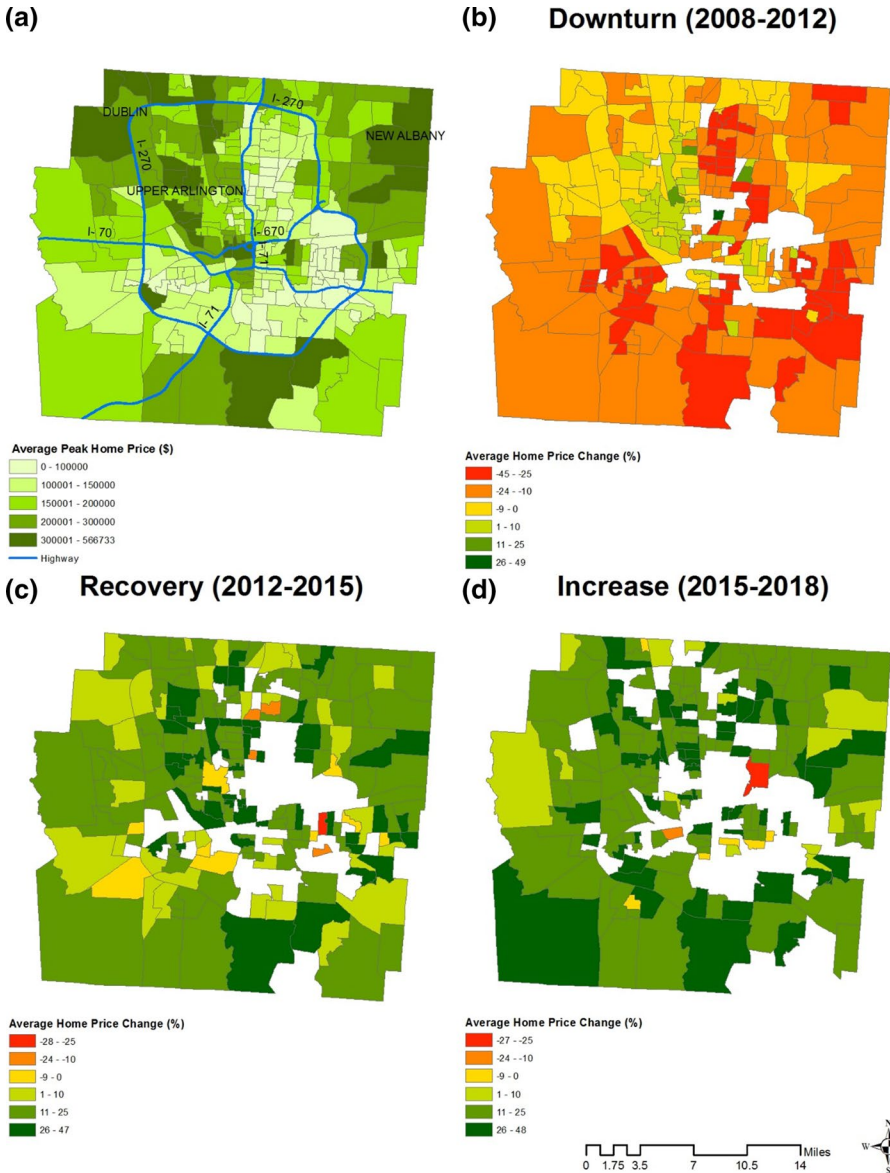 (a)
(b) Downturn (2008-2012)
DUBLIN
I-270
NEW ALBANY
I-270
UPPER ARLINGTON
I-70
I-670
I-71
I-71
Average Peak Home Price ($)
0 - 100000
100001 - 150000
150001 - 200000
200001 - 300000
300001 - 566733
Highway
Average Home Price Change (%)
-45 - -25
-24 - -10
-9 - 0
1 - 10
11 - 25
26 - 49
(c) Recovery (2012-2015)
(d) Increase (2015-2018)
Average Home Price Change (%)
-28 - -25
-24 - -10
-9 - 0
1 - 10
11 - 25
26 - 47
Average Home Price Change (%)
-27 - -25
-24 - -10
-9 - 0
1 - 10
11 - 25
26 - 48
N
W
S
Miles
0 1.75 3.5 7 10.5 14